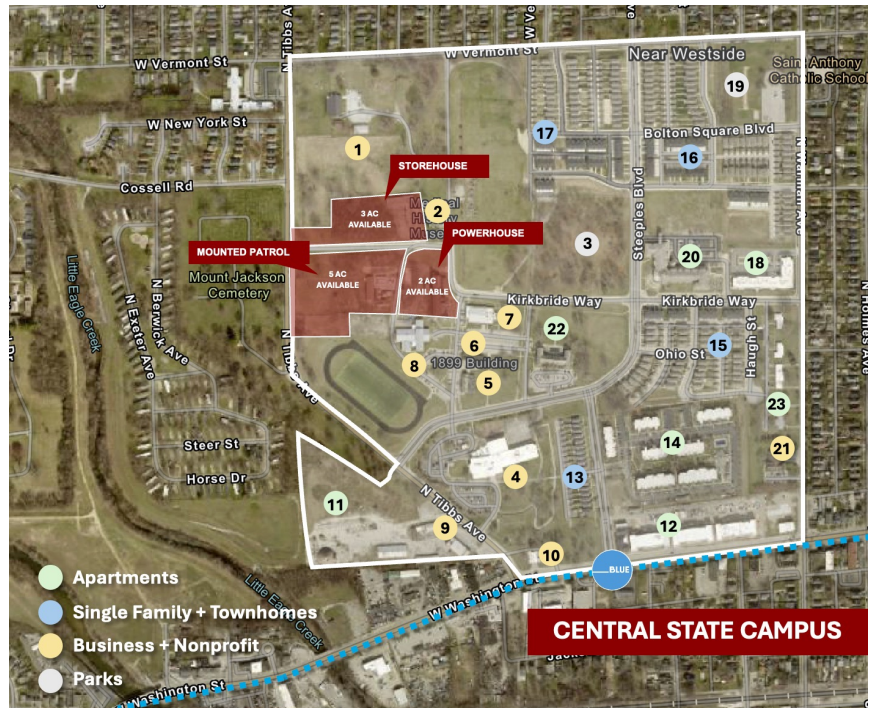 W Vermont St
N Tibbs Ave
W Vermont St
Near Westside
Saint Anthony
Catholic School
19
W New York St
17
Bolton Square Blvd
16
1
Cossell Rd
STOREHOUSE
3 AC
AVAILABLE
2
POWERHOUSE
3
Steeples Blvd
20
18
MOUNTED PATROL
5 AC
AVAILABLE
2 AC
AVAILABLE
Mount Jackson
Cemetery
Little Eagle Creek
N Berwick Ave
N Exeter Ave
Kirkbride Way
Kirkbride Way
7
22
6
1899 Building
8
5
15
Ohio St
Haugh St
N Holmes Ave
23
Steer St
Horse Dr
14
21
4
13
11
N Tibbs Ave
9
12
10
BLUE
Apartments
Single Family + Townhomes
Business + Nonprofit
Parks
Little Eagle Creek
W Washington St
CENTRAL STATE CAMPUS
W Washington St